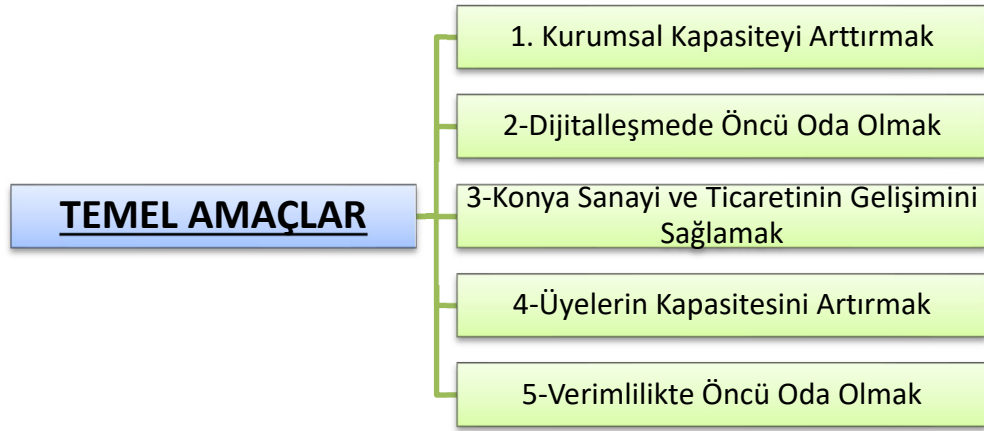 1. Kurumsal Kapasiteyi Arttırmak
2-Dijitalleşmede Öncü Oda Olmak
TEMEL AMAÇLAR
3-Konya Sanayi ve Ticaretinin Gelişimini
Sağlamak
4-Üyelerin Kapasitesini Artırmak
5-Verimlilikte Öncü Oda Olmak